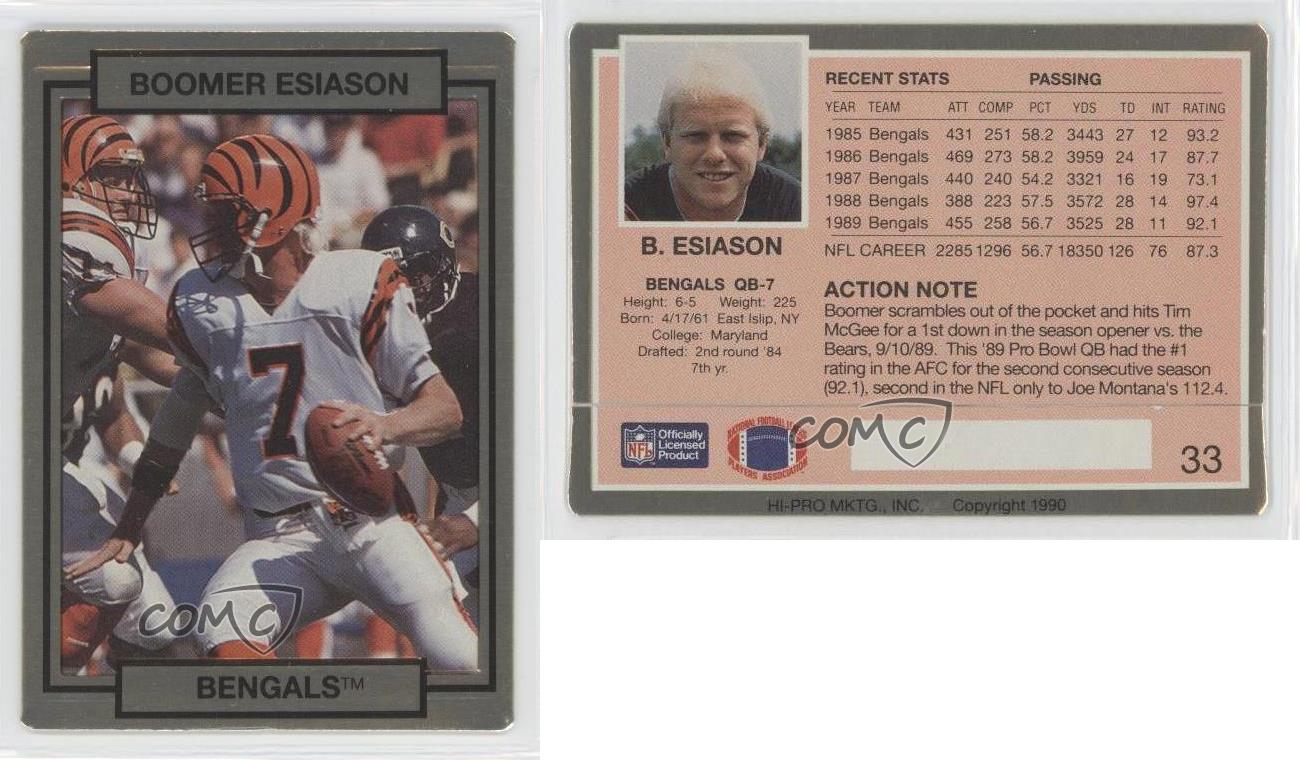 BOOMER ESIASON
7
BENGALS™
COMC
RECENT STATS PASSING
YEAR TEAM ATT COMP PCT YDS TD INT RATING
1985 Bengals 431 251 58.2 3443 27 12 93.2
1986 Bengals 469 273 58.2 3959 24 17 87.7
1987 Bengals 440 240 54.2 3321 16 19 73.1
1988 Bengals 388 223 57.5 3572 28 14 97.4
1989 Bengals 455 258 56.7 3525 28 11 92.1
NFL CAREER 2285 1296 56.7 18350 126 76 87.3
B. ESIASON
BENGALS QB-7
Height: 6-5 Weight: 225
Born: 4/17/61 East Islip, NY
College: Maryland
Drafted: 2nd round '84
7th yr.
ACTION NOTE
Boomer scrambles out of the pocket and hits Tim
McGee for a 1st down in the season opener vs. the
Bears, 9/10/89. This '89 Pro Bowl QB had the #1
rating in the AFC for the second consecutive season
(92.1), second in the NFL only to Joe Montana's 112.4.
NFL
Officially
Licensed
Product
NATIONAL FOOTBALL LEAGUE
PLAYERS ASSOCIATION
COMC
33
HI-PRO MKTG., INC. Copyright 1990